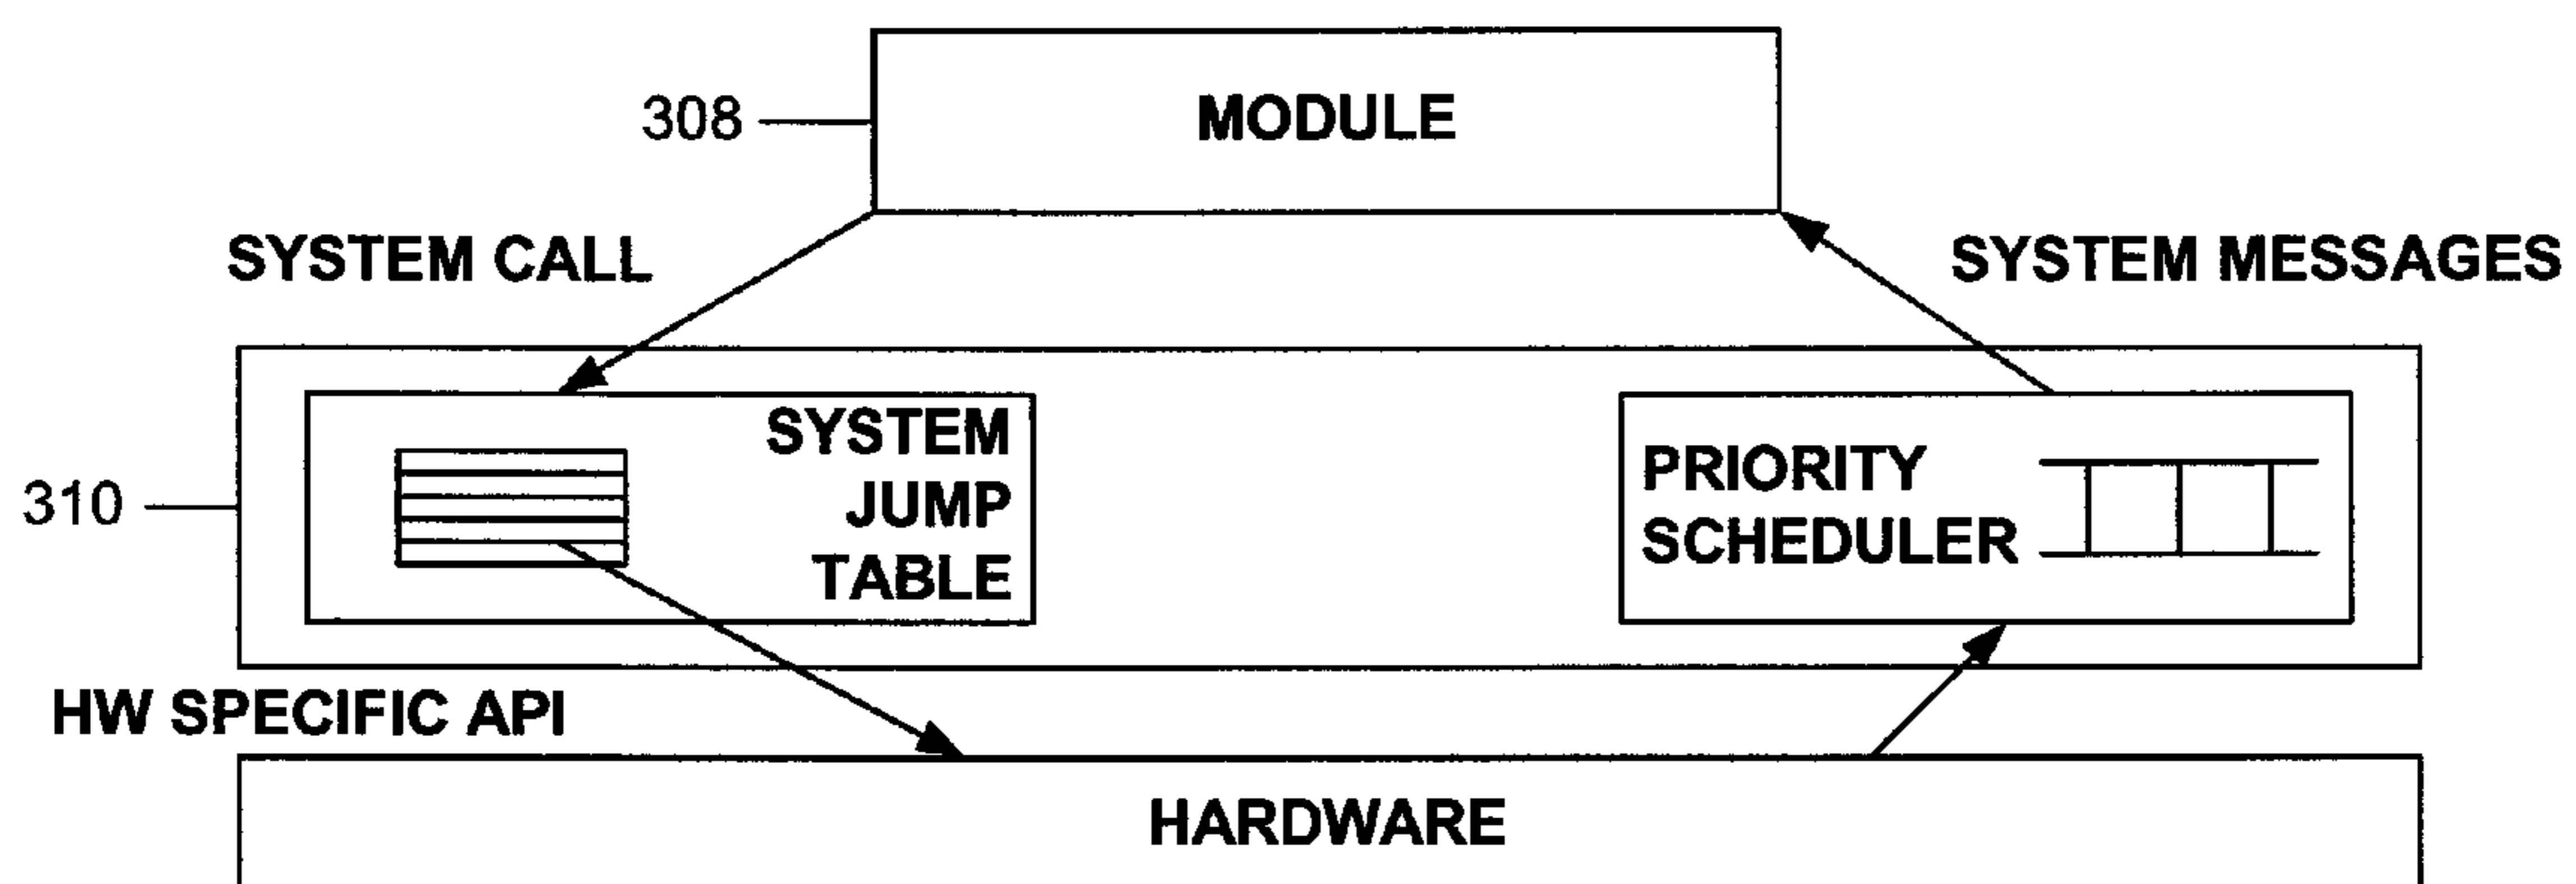 308
MODULE
SYSTEM CALL
SYSTEM MESSAGES
310
SYSTEM
JUMP
TABLE
PRIORITY
SCHEDULER
HW SPECIFIC API
HARDWARE